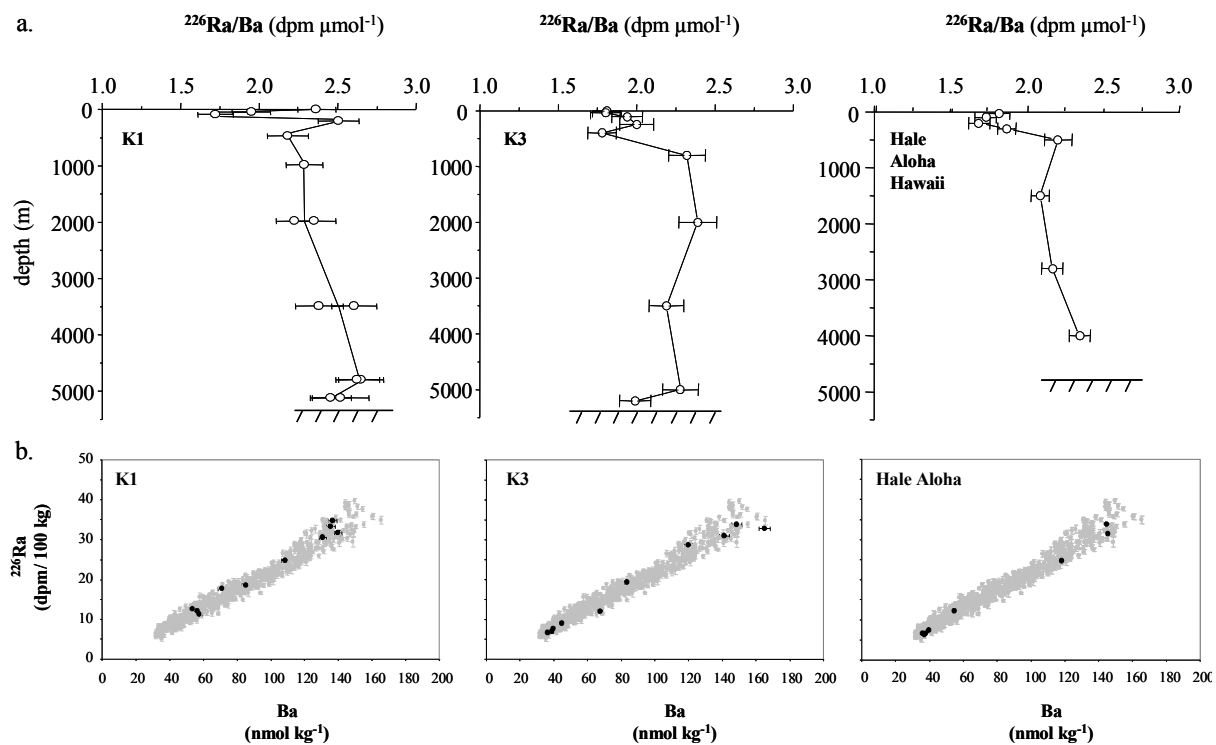 a.
²²⁶Ra/Ba (dpm µmol⁻¹) ²²⁶Ra/Ba (dpm µmol⁻¹) ²²⁶Ra/Ba (dpm µmol⁻¹)
1.0 1.5 2.0 2.5 3.0 1.0 1.5 2.0 2.5 3.0 1.0 1.5 2.0 2.5 3.0
0 0 0
K1 K3 Hale
Aloha
Hawaii
1000 1000 1000
2000 2000 2000
depth (m)
3000 3000 3000
4000 4000 4000
5000 5000 5000
b.
K1 K3 Hale Aloha
50
40
30
20
10
0
²²⁶Ra
(dpm/ 100 kg)
0 20 40 60 80 100 120 140 160 180 200 0 20 40 60 80 100 120 140 160 180 200 0 20 40 60 80 100 120 140 160 180 200
Ba Ba Ba
(nmol kg⁻¹) (nmol kg⁻¹) (nmol kg⁻¹)